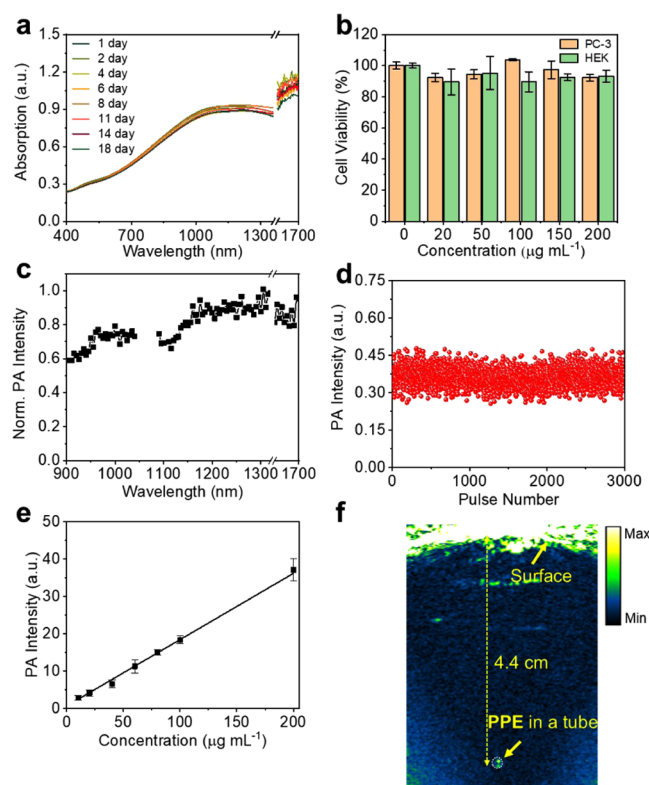 a
Absorption (a.u.)
1.5
1.2
0.9
0.6
0.3
0.0
1 day
2 day
4 day
6 day
8 day
11 day
14 day
18 day
400 700 1000 1300 1700
Wavelength (nm)
b
Cell Viability (%)
120
100
80
60
40
20
0
PC-3
HEK
0 20 50 100 150 200
Concentration (μg mL⁻¹)
c
Norm. PA Intensity
1.0
0.8
0.6
0.4
0.2
0.0
900 1000 1100 1200 1300 1700
Wavelength (nm)
d
PA Intensity (a.u.)
0.75
0.60
0.45
0.30
0.15
0.00
0 1000 2000 3000
Pulse Number
e
PA Intensity (a.u.)
50
40
30
20
10
0
0 50 100 150 200
Concentration (μg mL⁻¹)
f
Surface
4.4 cm
PPE in a tube
Max
Min